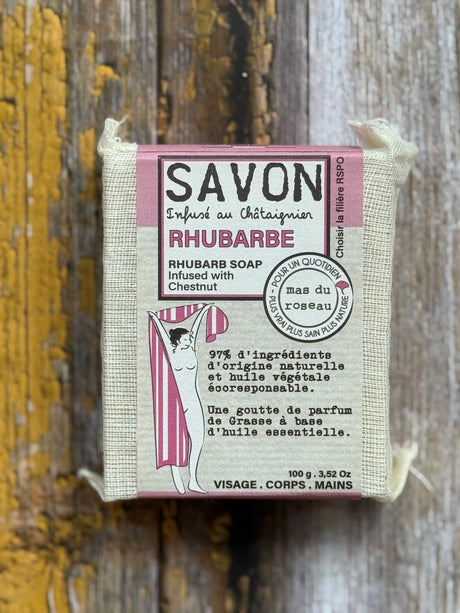 SAVON
Infusé au Châtaignier
RHUBARBE
RHUBARB SOAP
Infused with
Chestnut
Choisir la filière RSPO
POUR UN QUOTIDIEN
mas du
roseau
PLUS VRAI PLUS SAIN PLUS NATURE
97% d'ingrédients
d'origine naturelle
et huile végétale
écoresponsable.
Une goutte de parfum
de Grasse à base
d'huile essentielle.
100 g . 3,52 Oz
VISAGE . CORPS . MAINS